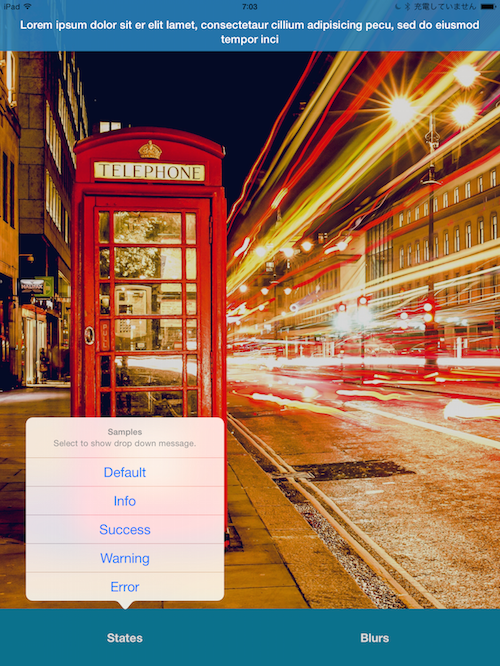 iPad 7:03 充電していません
Lorem ipsum dolor sit er elit lamet, consectetaur cillium adipisicing pecu, sed do eiusmod
tempor inci
TELEPHONE
PULL
Samples
Select to show drop down message.
Default
Info
Success
Warning
Error
States
Blurs